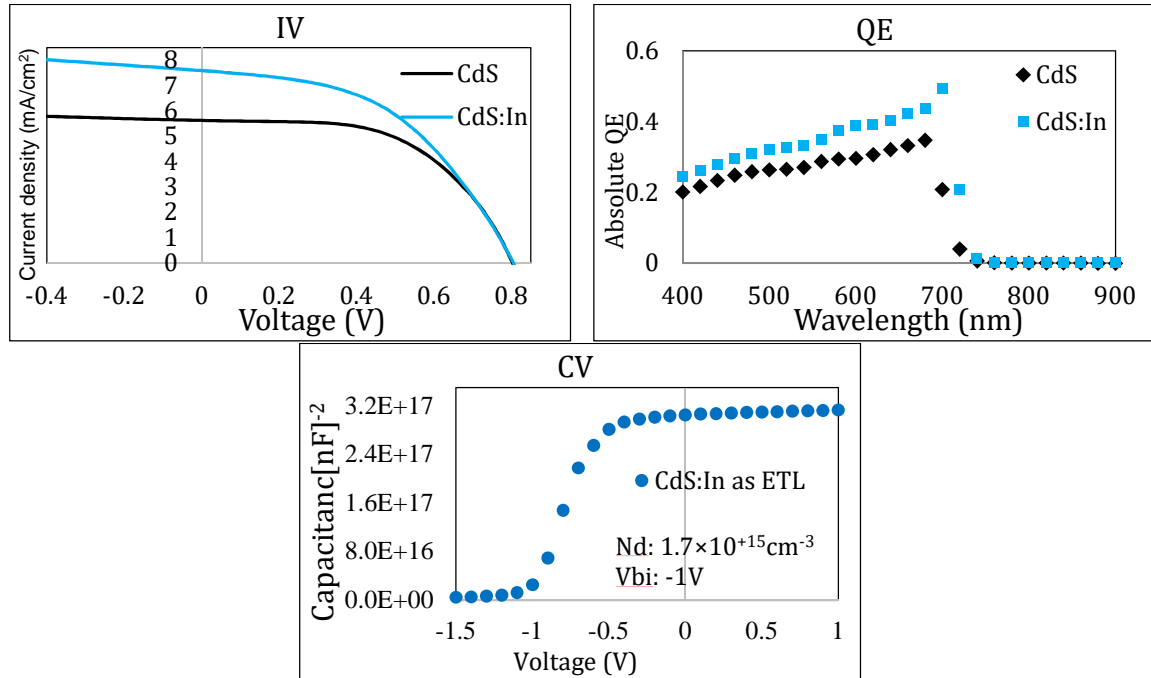 IV
Current density (mA/cm²)
8
7
6
5
4
3
2
1
0
-0.4 -0.2 0 0.2 0.4 0.6 0.8
Voltage (V)
CdS
CdS:In
QE
Absolute QE
0.6
0.4
0.2
0
400 500 600 700 800 900
Wavelength (nm)
CdS
CdS:In
CV
Capacitanc[nF]⁻²
3.2E+17
2.4E+17
1.6E+17
8.0E+16
0.0E+00
-1.5 -1 -0.5 0 0.5 1
Voltage (V)
CdS:In as ETL
Nd: 1.7×10⁺¹⁵cm⁻³
Vbi: -1V